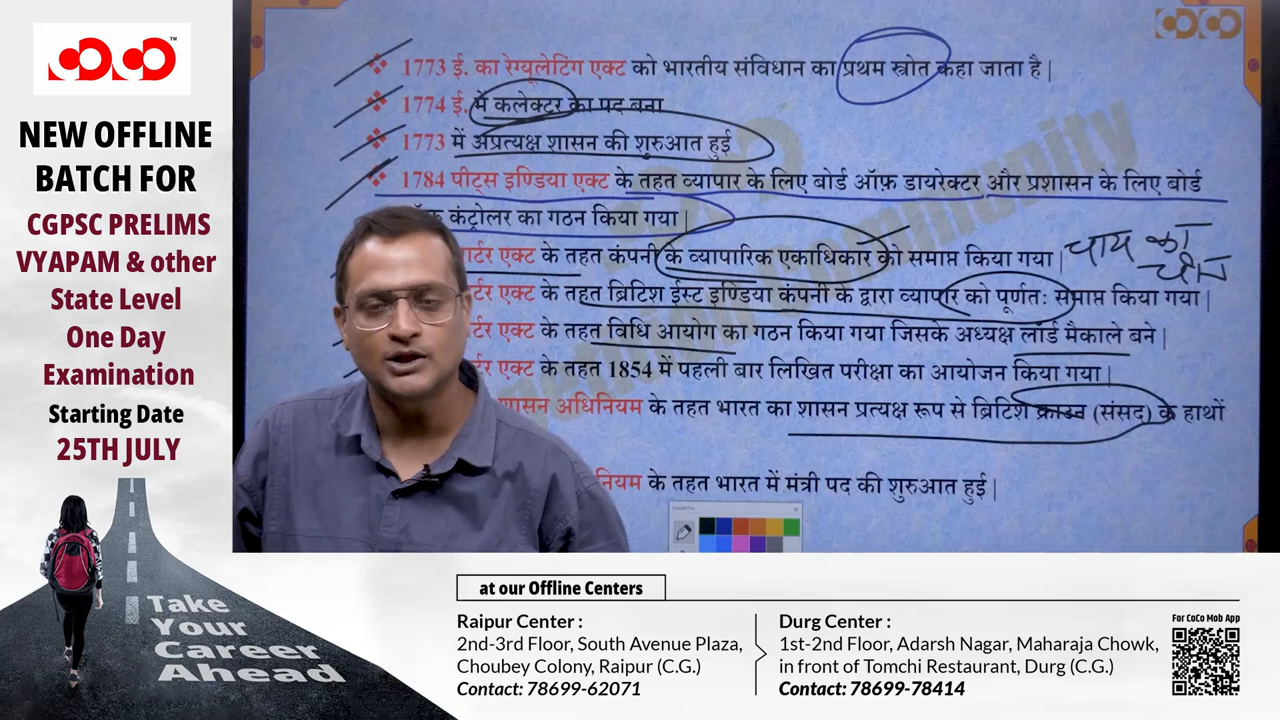 COCO TM
NEW OFFLINE
BATCH FOR
CGPSC PRELIMS
VYAPAM & other
State Level
One Day
Examination
Starting Date
25TH JULY
Take
Your
Career
Ahead
COCO
1773 ई. का रेग्यूलेटिंग एक्ट को भारतीय संविधान का प्रथम स्त्रोत कहा जाता है |
1774 ई. में कलेक्टर का पद बना
1773 में अप्रत्यक्ष शासन की शुरुआत हुई
1784 पीट्स इण्डिया एक्ट के तहत व्यापार के लिए बोर्ड ऑफ़ डायरेक्टर और प्रशासन के लिए बोर्ड
कंट्रोलर का गठन किया गया |
र्टर एक्ट के तहत कंपनी के व्यापारिक एकाधिकार को समाप्त किया गया | चाय का
चीन
र्टर एक्ट के तहत ब्रिटिश ईस्ट इण्डिया कंपनी के द्वारा व्यापार को पूर्णतः समाप्त किया गया |
र्टर एक्ट के तहत विधि आयोग का गठन किया गया जिसके अध्यक्ष लॉर्ड मैकाले बने |
र्टर एक्ट के तहत 1854 में पहली बार लिखित परीक्षा का आयोजन किया गया |
शासन अधिनियम के तहत भारत का शासन प्रत्यक्ष रूप से ब्रिटिश क्राउन (संसद) के हाथों
नियम के तहत भारत में मंत्री पद की शुरुआत हुई |
at our Offline Centers
Raipur Center :
2nd-3rd Floor, South Avenue Plaza,
Choubey Colony, Raipur (C.G.)
Contact: 78699-62071
Durg Center :
1st-2nd Floor, Adarsh Nagar, Maharaja Chowk,
in front of Tomchi Restaurant, Durg (C.G.)
Contact: 78699-78414
For CoCo Mob App